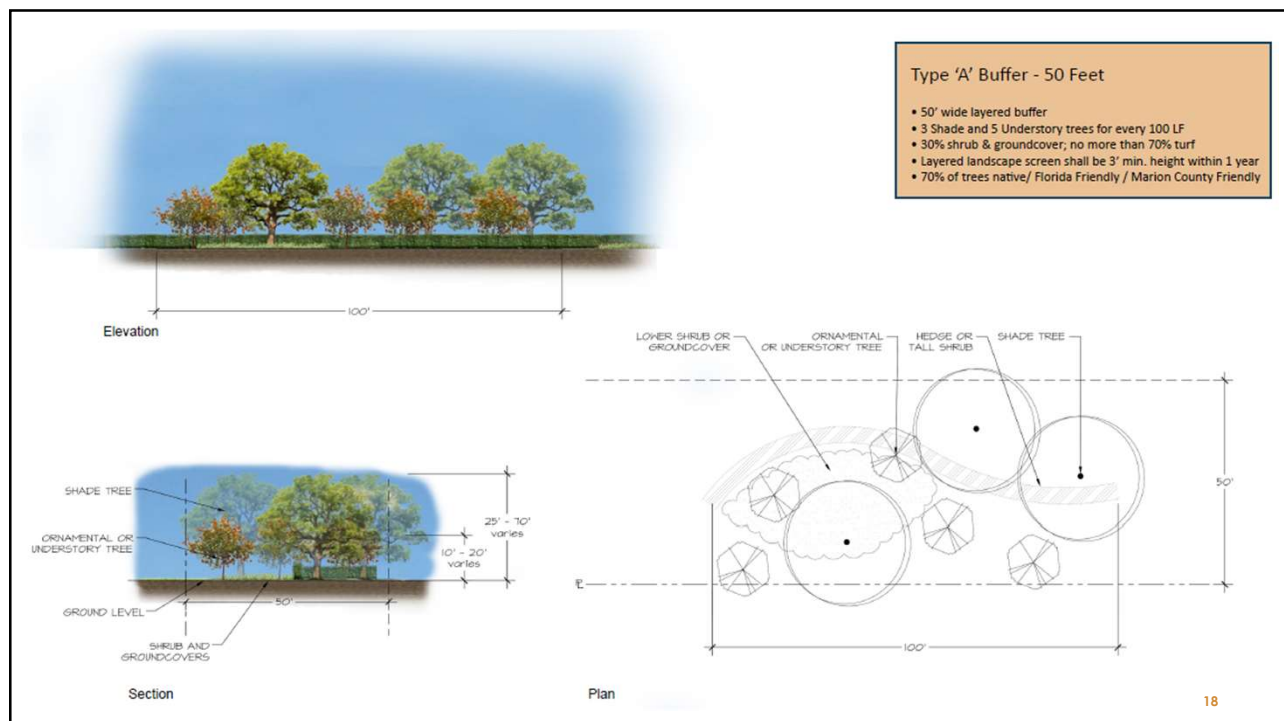 Type ‘A’ Buffer - 50 Feet
• 50’ wide layered buffer
• 3 Shade and 5 Understory trees for every 100 LF
• 30% shrub & groundcover; no more than 70% turf
• Layered landscape screen shall be 3’ min. height within 1 year
• 70% of trees native/ Florida Friendly / Marion County Friendly
100'
Elevation
LOWER SHRUB OR
GROUNDCOVER
ORNAMENTAL
OR UNDERSTORY TREE
HEDGE OR
TALL SHRUB
SHADE TREE
50'
PL
100'
Plan
SHADE TREE
ORNAMENTAL OR
UNDERSTORY TREE
25' - 70'
varies
10' - 20'
varies
50'
GROUND LEVEL
SHRUB AND
GROUNDCOVERS
Section
18